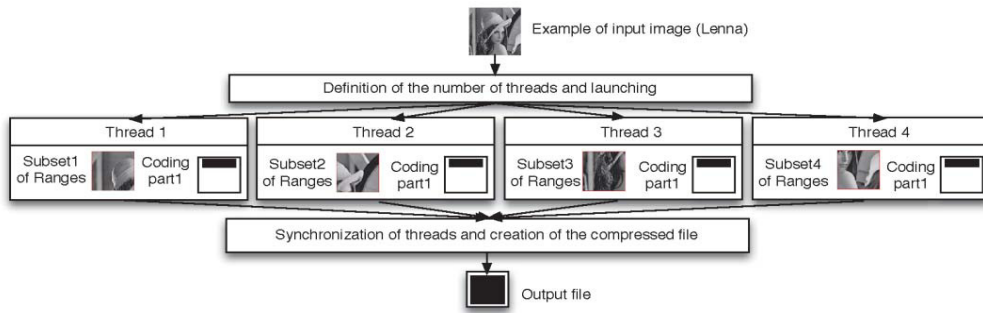 Example of input image (Lenna)
Definition of the number of threads and launching
Thread 1
Subset1
of Ranges
Coding
part1
Thread 2
Subset2
of Ranges
Coding
part1
Thread 3
Subset3
of Ranges
Coding
part1
Thread 4
Subset4
of Ranges
Coding
part1
Synchronization of threads and creation of the compressed file
Output file